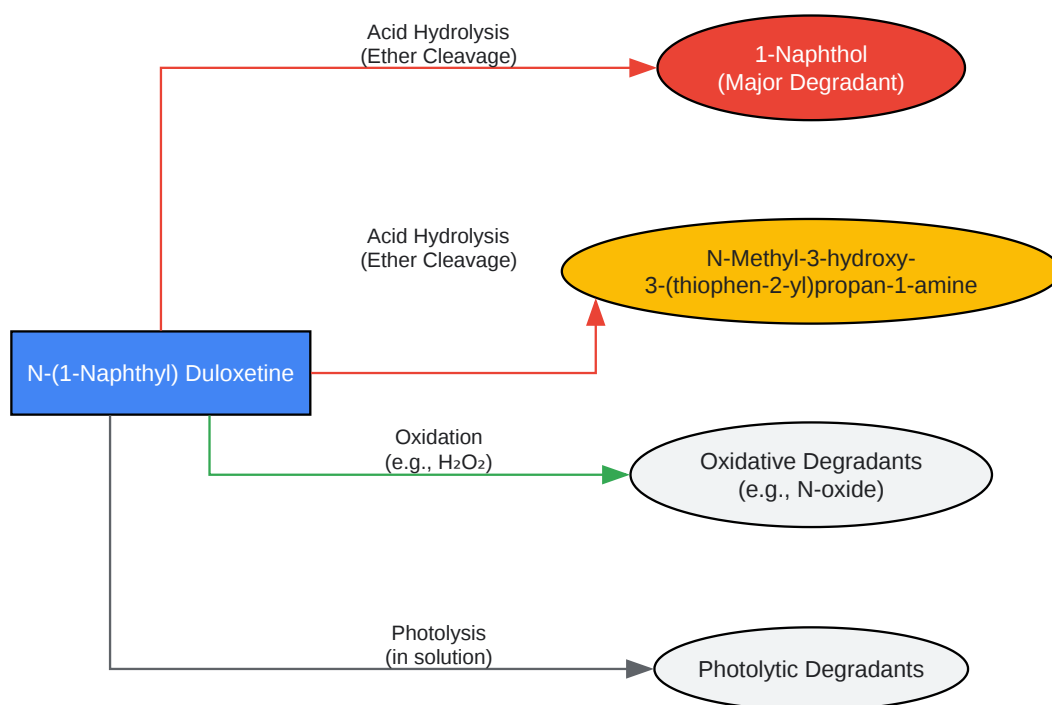 Acid Hydrolysis
(Ether Cleavage)
1-Naphthol
(Major Degradant)
Acid Hydrolysis
(Ether Cleavage)
N-Methyl-3-hydroxy-
3-(thiophen-2-yl)propan-1-amine
N-(1-Naphthyl) Duloxetine
Oxidation
(e.g., H₂O₂)
Oxidative Degradants
(e.g., N-oxide)
Photolysis
(in solution)
Photolytic Degradants